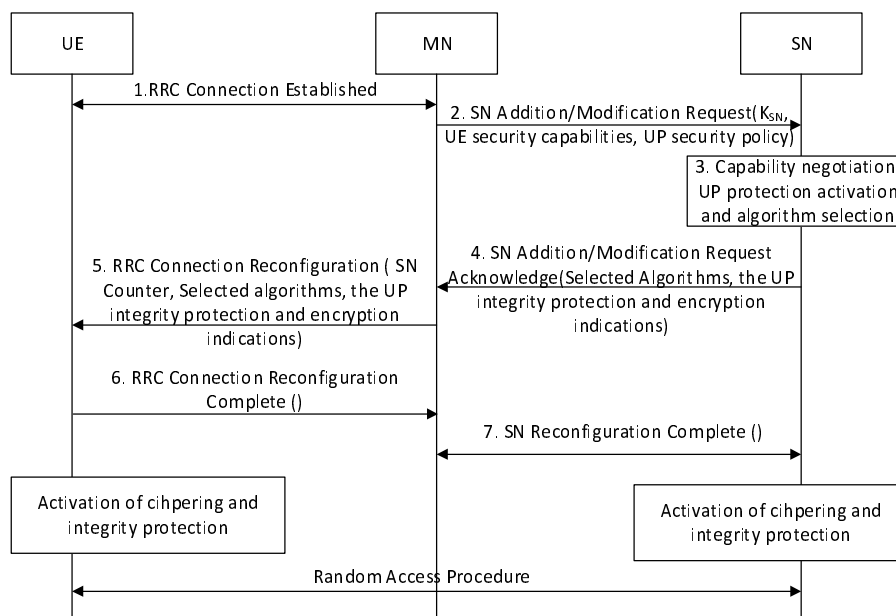 UE
MN
SN
1.RRC Connection Established
2. SN Addition/Modification Request(KSN,
UE security capabilities, UP security policy)
3. Capability negotiation
UP protection activation
and algorithm selection
4. SN Addition/Modification Request
Acknowledge(Selected Algorithms, the UP
integrity protection and encryption
indications)
5. RRC Connection Reconfiguration ( SN
Counter, Selected algorithms, the UP
integrity protection and encryption
indications)
6. RRC Connection Reconfiguration
Complete ()
7. SN Reconfiguration Complete ()
Activation of cihpering and
integrity protection
Activation of cihpering and
integrity protection
Random Access Procedure